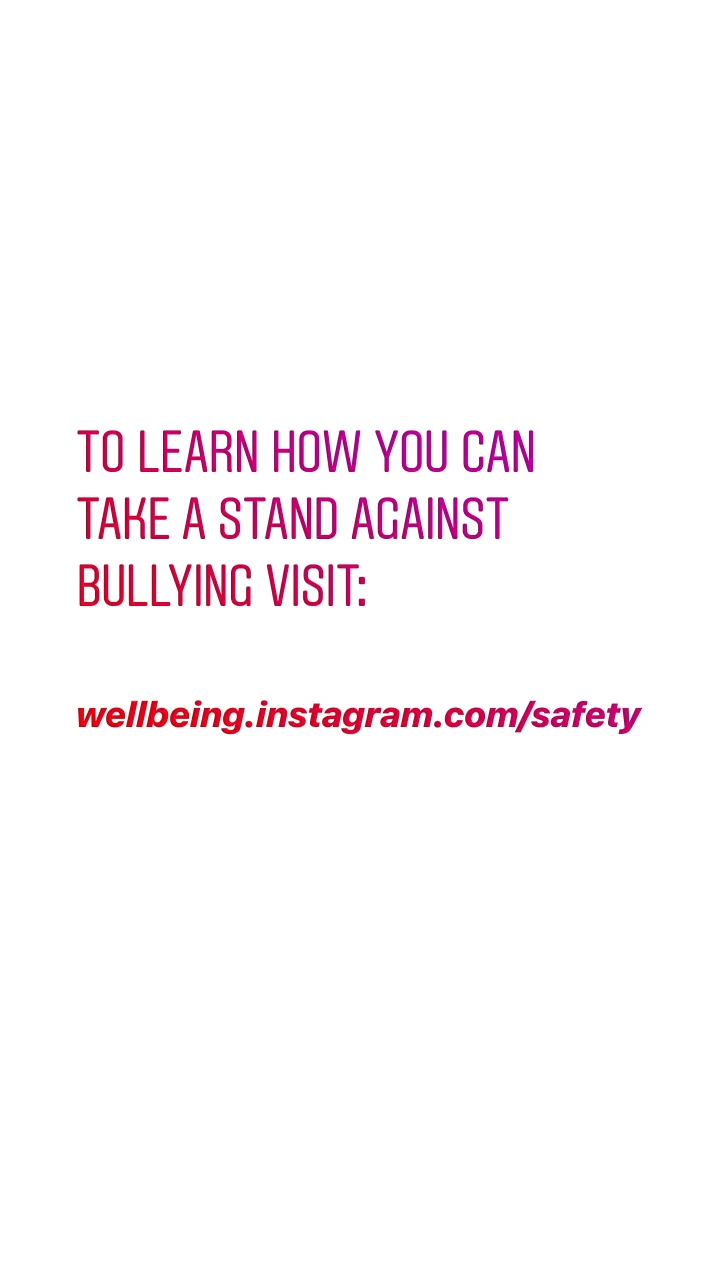 TO LEARN HOW YOU CAN
TAKE A STAND AGAINST
BULLYING VISIT:
wellbeing.instagram.com/safety